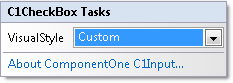 C1CheckBox Tasks
VisualStyle Custom
About ComponentOne C1Input...